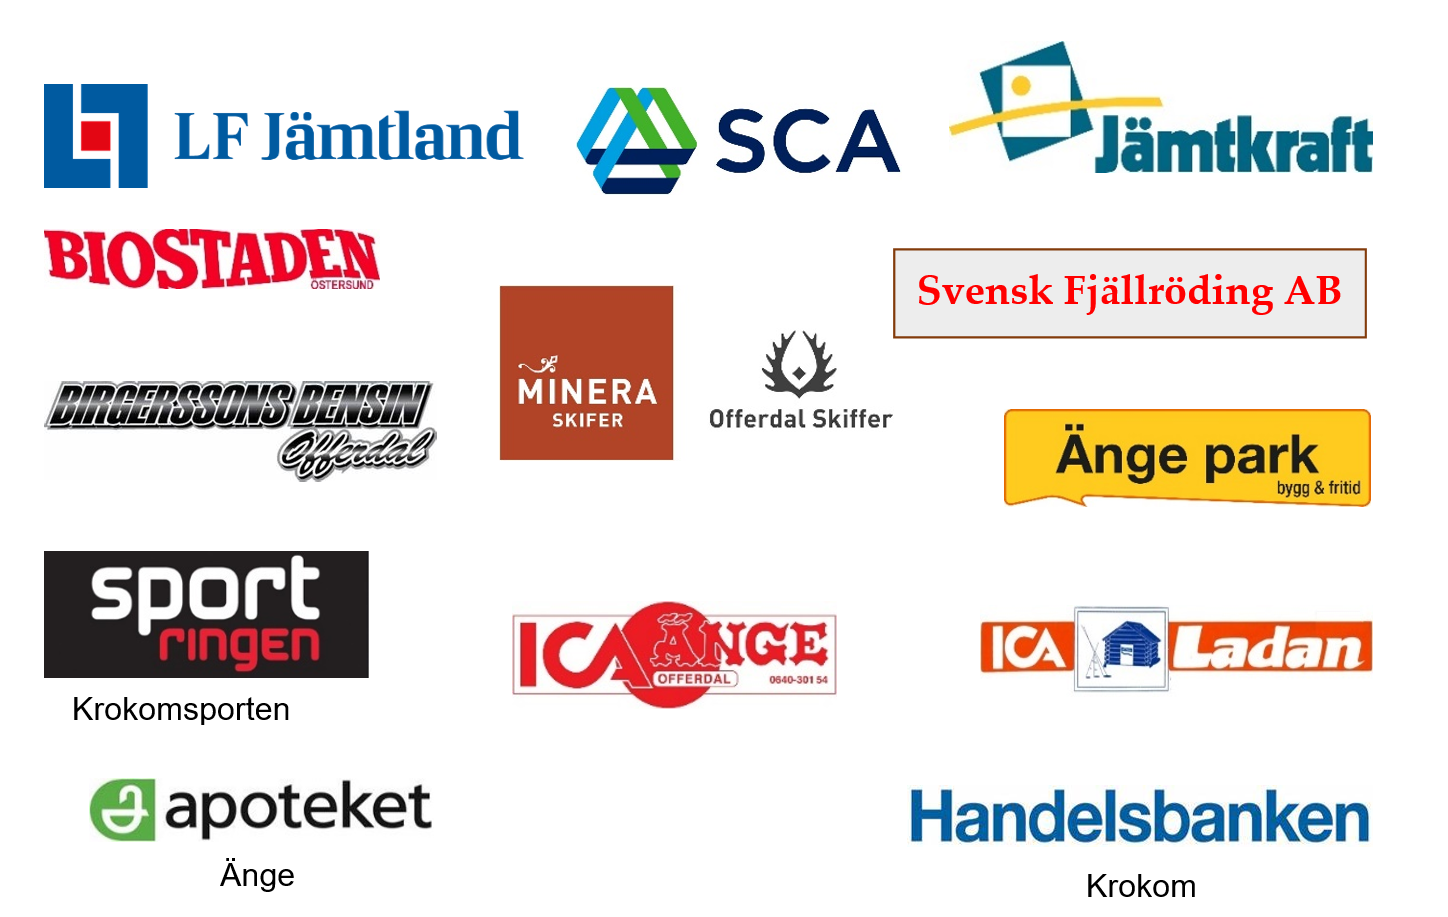 LF Jämtland
SCA
Jämtkraft
BIOSTADEN
ÖSTERSUND
Svensk Fjällröding AB
MINERA
SKIFER
Offerdal Skiffer
BIRGERSSONS BENSIN
Offerdal
Änge park
bygg & fritid
sport
ringen
Krokomsporten
ICA ÄNGE
OFFERDAL
0640-301 54
ICA Ladan
apoteket
Änge
Handelsbanken
Krokom